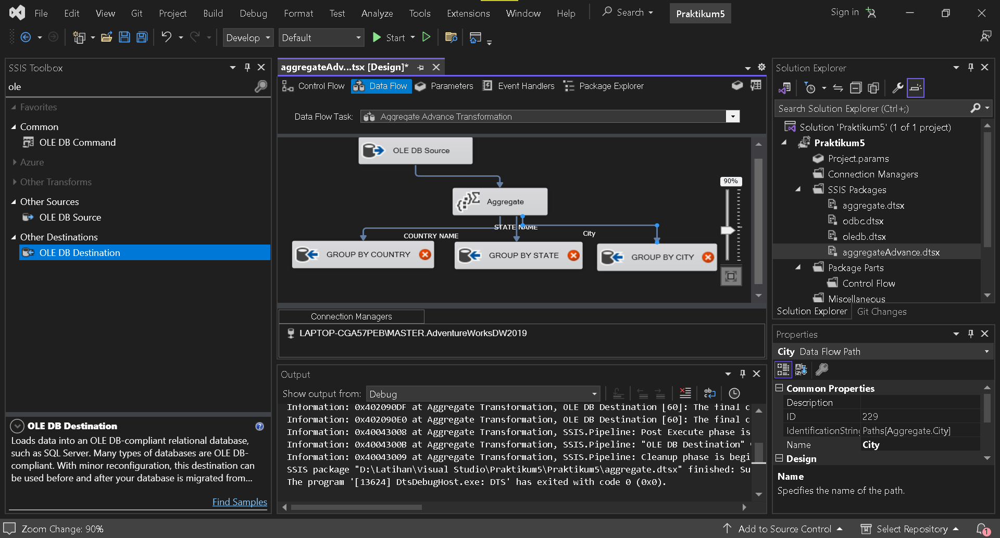 File Edit View Git Project Build Debug Format Test Analyze Tools Extensions Window Help Search Praktikum5 Sign in
Develop Default Start
SSIS Toolbox
ole
Favorites
Common
OLE DB Command
Azure
Other Transforms
Other Sources
OLE DB Source
Other Destinations
OLE DB Destination
OLE DB Destination
Loads data into an OLE DB-compliant relational database,
such as SQL Server. Many types of databases are OLE DB-
compliant. With minor reconfiguration, this destination can
be used before and after your database is migrated from...
Find Samples
aggregateAdv...tsx [Design]*
Control Flow Data Flow Parameters Event Handlers Package Explorer
Data Flow Task: Aggregate Advance Transformation
OLE DB Source
90%
Aggregate
STATE NAME
COUNTRY NAME
City
GROUP BY COUNTRY
GROUP BY STATE
GROUP BY CITY
Connection Managers
LAPTOP-CGA57PEB\MASTER.AdventureWorksDW2019
Output
Show output from: Debug
Information: 0x402090DF at Aggregate Transformation, OLE DB Destination [60]: The final c
Information: 0x402090E0 at Aggregate Transformation, OLE DB Destination [60]: The final c
Information: 0x40043008 at Aggregate Transformation, SSIS.Pipeline: Post Execute phase is
Information: 0x4004300B at Aggregate Transformation, SSIS.Pipeline: "OLE DB Destination"
Information: 0x40043009 at Aggregate Transformation, SSIS.Pipeline: Cleanup phase is begi
SSIS package "D:\Latihan\Visual Studio\Praktikum5\Praktikum5\aggregate.dtsx" finished: Su
The program '[13624] DtsDebugHost.exe: DTS' has exited with code 0 (0x0).
Solution Explorer
Search Solution Explorer (Ctrl+;)
Solution 'Praktikum5' (1 of 1 project)
Praktikum5
Project.params
Connection Managers
SSIS Packages
aggregate.dtsx
odbc.dtsx
oledb.dtsx
aggregateAdvance.dtsx
Package Parts
Control Flow
Miscellaneous
Solution Explorer Git Changes
Properties
City Data Flow Path
Common Properties
Description
ID 229
IdentificationString Paths[Aggregate.City]
Name City
Design
Name
Specifies the name of the path.
Zoom Change: 90% Add to Source Control Select Repository 1